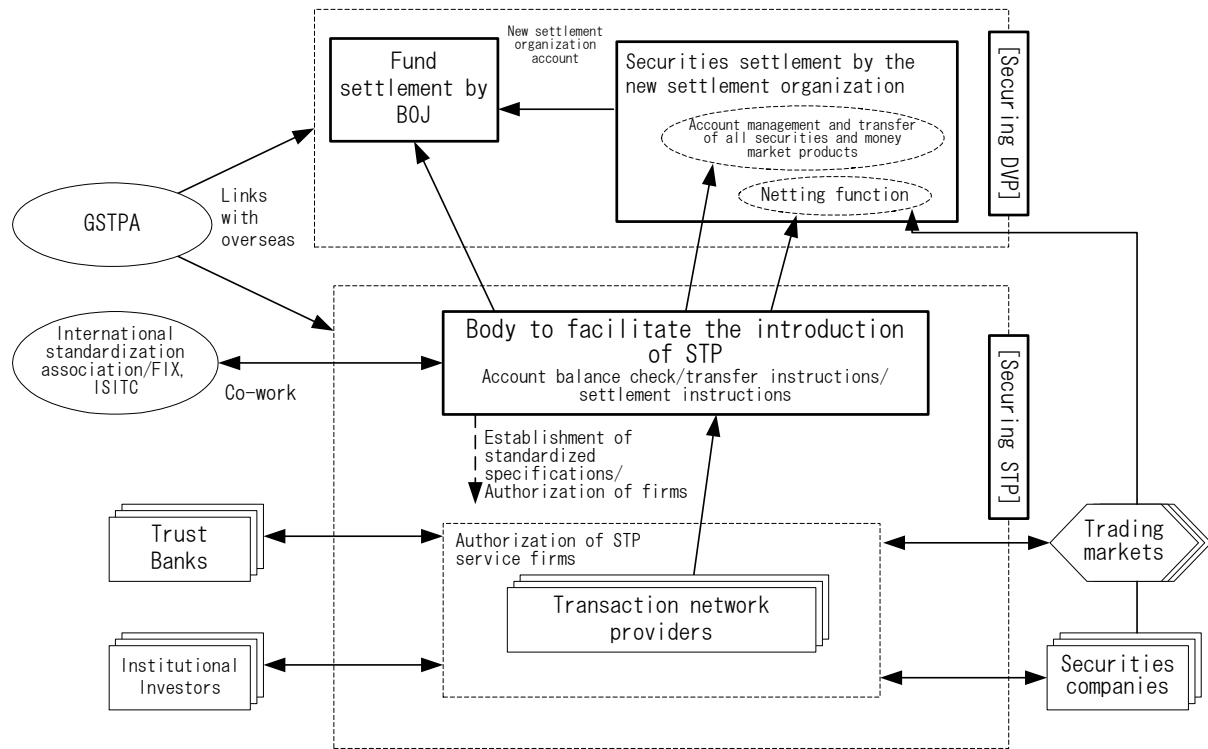 New settlement
organization
account
Fund
settlement by
BOJ
Securities settlement by the
new settlement organization
Account management and transfer
of all securities and money
market products
Netting function
[Securing DVP]
GSTPA
Links
with
overseas
International
standardization
association/FIX,
ISITC
Co-work
Body to facilitate the introduction
of STP
Account balance check/transfer instructions/
settlement instructions
[Securing STP]
Establishment of
standardized
specifications/
Authorization of firms
Trust
Banks
Authorization of STP
service firms
Transaction network
providers
Trading
markets
Institutional
Investors
Securities
companies